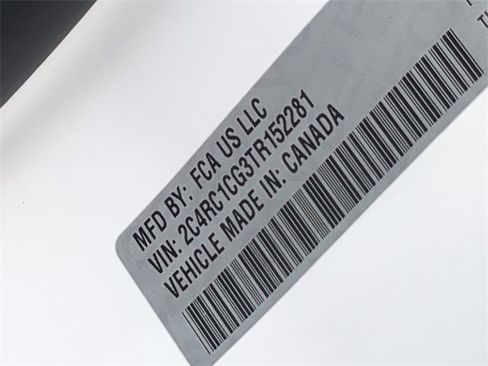 MFD BY: FCA US LLC
VIN: 2C4RC1CG3TR152281
VEHICLE MADE IN: CANADA